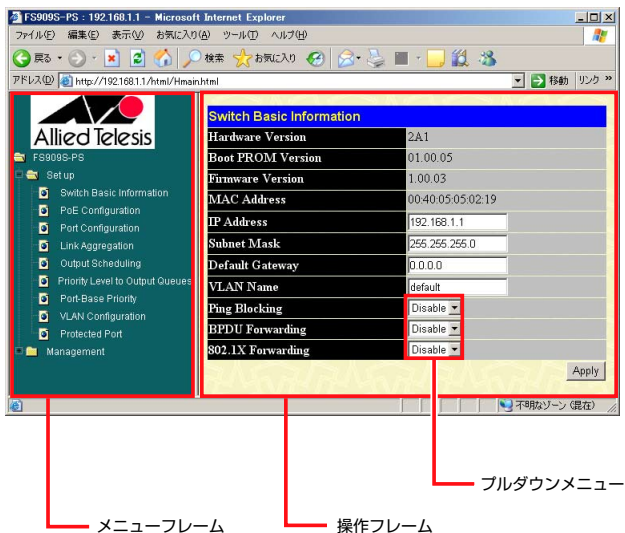 FS909S-PS : 192.168.1.1 - Microsoft Internet Explorer
ファイル(F) 編集(E) 表示(V) お気に入り(A) ツール(T) ヘルプ(H)
戻る 検索 お気に入り
アドレス(D) http://192.168.1.1/html/Hmain.html 移動 リンク »
Allied Telesis
FS909S-PS
Set up
Switch Basic Information
PoE Configuration
Port Configuration
Link Aggregation
Output Scheduling
Priority Level to Output Queues
Port-Base Priority
VLAN Configuration
Protected Port
Management
Switch Basic Information
Hardware Version 2A1
Boot PROM Version 01.00.05
Firmware Version 1.00.03
MAC Address 00:40:05:05:02:19
IP Address 192.168.1.1
Subnet Mask 255.255.255.0
Default Gateway 0.0.0.0
VLAN Name default
Ping Blocking Disable
BPDU Forwarding Disable
802.1X Forwarding Disable
Apply
不明なゾーン (混在)
プルダウンメニュー
メニューフレーム
操作フレーム